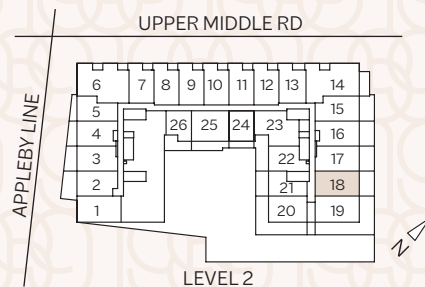 UPPER MIDDLE RD
APPLEBY LINE
6 7 8 9 10 11 12 13 14
5 15
4 26 25 24 23 16
3 22 17
2 21 18
1 20 19
N
LEVEL 2